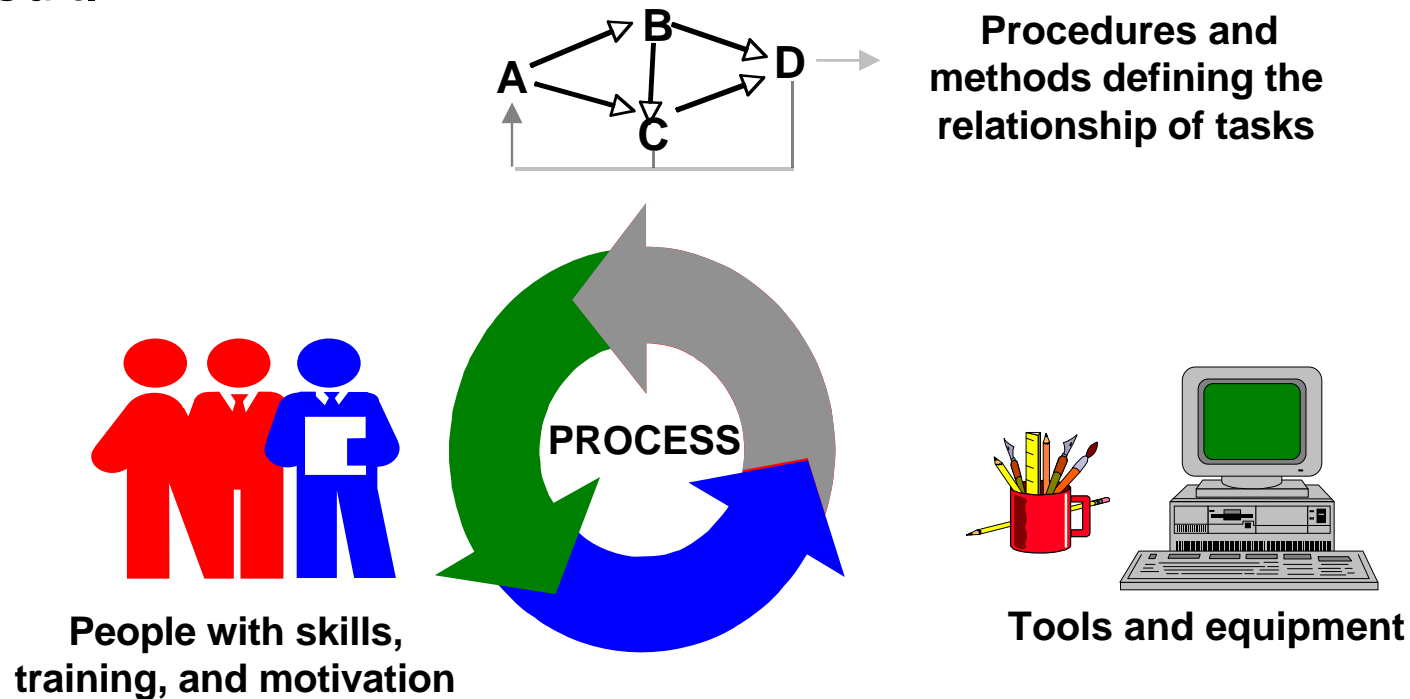 B
A
D
C
Procedures and
methods defining the
relationship of tasks
PROCESS
People with skills,
training, and motivation
Tools and equipment